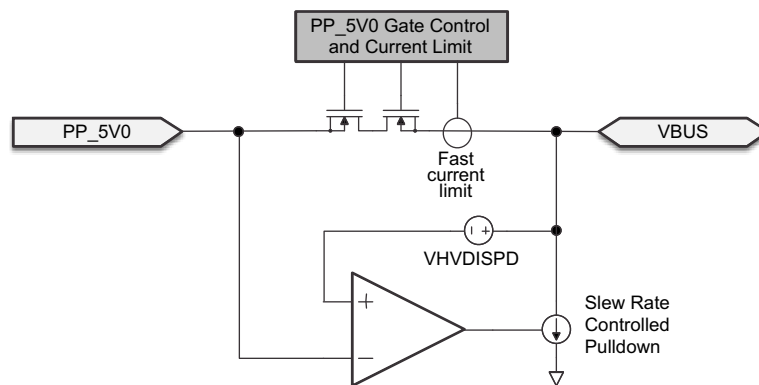 PP_5V0 Gate Control
and Current Limit
PP_5V0
VBUS
Fast
current
limit
VHVDISPD
Slew Rate
Controlled
Pulldown